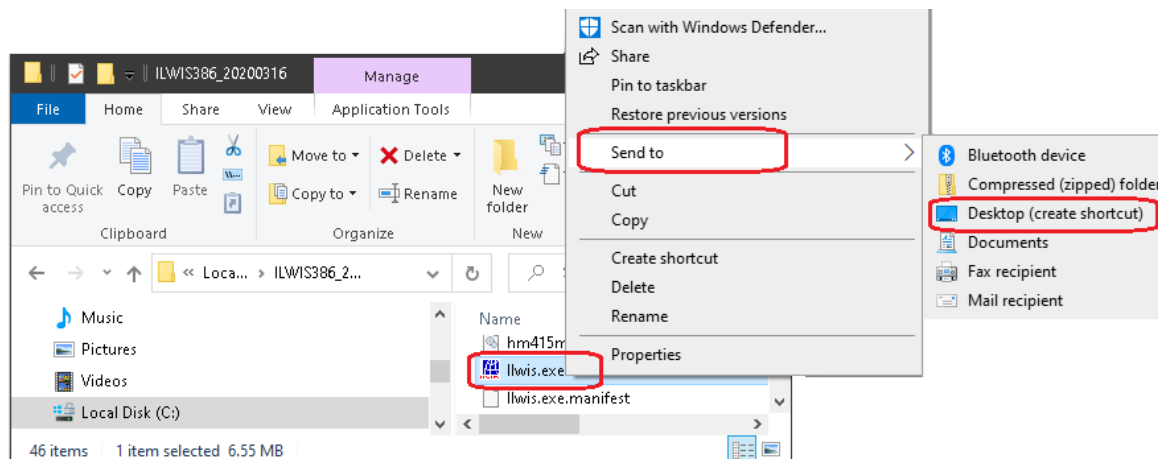 Scan with Windows Defender...
Share
Pin to taskbar
Restore previous versions
Send to
Cut
Copy
Create shortcut
Delete
Rename
Properties
Bluetooth device
Compressed (zipped) folder
Desktop (create shortcut)
Documents
Fax recipient
Mail recipient
ILWIS386_20200316
Manage
File Home Share View Application Tools
Pin to Quick access
Copy
Paste
W...
Move to
Copy to
Delete
Rename
New folder
Clipboard Organize New
« Loca... > ILWIS386_2...
Music
Pictures
Videos
Local Disk (C:)
Name
Ilwis.exe
Ilwis.exe.manifest
46 items 1 item selected 6.55 MB